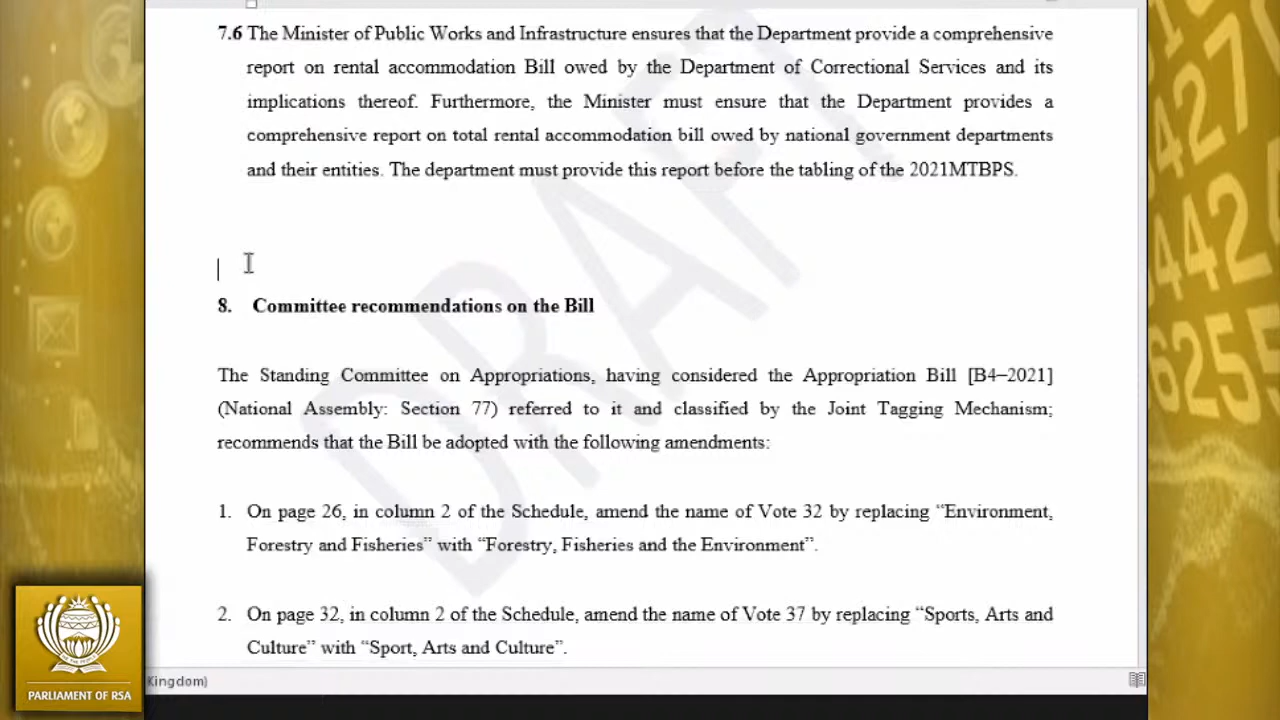 7.6 The Minister of Public Works and Infrastructure ensures that the Department provide a comprehensive
report on rental accommodation Bill owed by the Department of Correctional Services and its
implications thereof. Furthermore, the Minister must ensure that the Department provides a
comprehensive report on total rental accommodation bill owed by national government departments
and their entities. The department must provide this report before the tabling of the 2021MTBPS.
DRAFT
8. Committee recommendations on the Bill
The Standing Committee on Appropriations, having considered the Appropriation Bill [B4–2021]
(National Assembly: Section 77) referred to it and classified by the Joint Tagging Mechanism;
recommends that the Bill be adopted with the following amendments:
1. On page 26, in column 2 of the Schedule, amend the name of Vote 32 by replacing “Environment,
Forestry and Fisheries” with “Forestry, Fisheries and the Environment”.
2. On page 32, in column 2 of the Schedule, amend the name of Vote 37 by replacing “Sports, Arts and
Culture” with “Sport, Arts and Culture”.
Kingdom)
PARLIAMENT OF RSA
427
442
6255